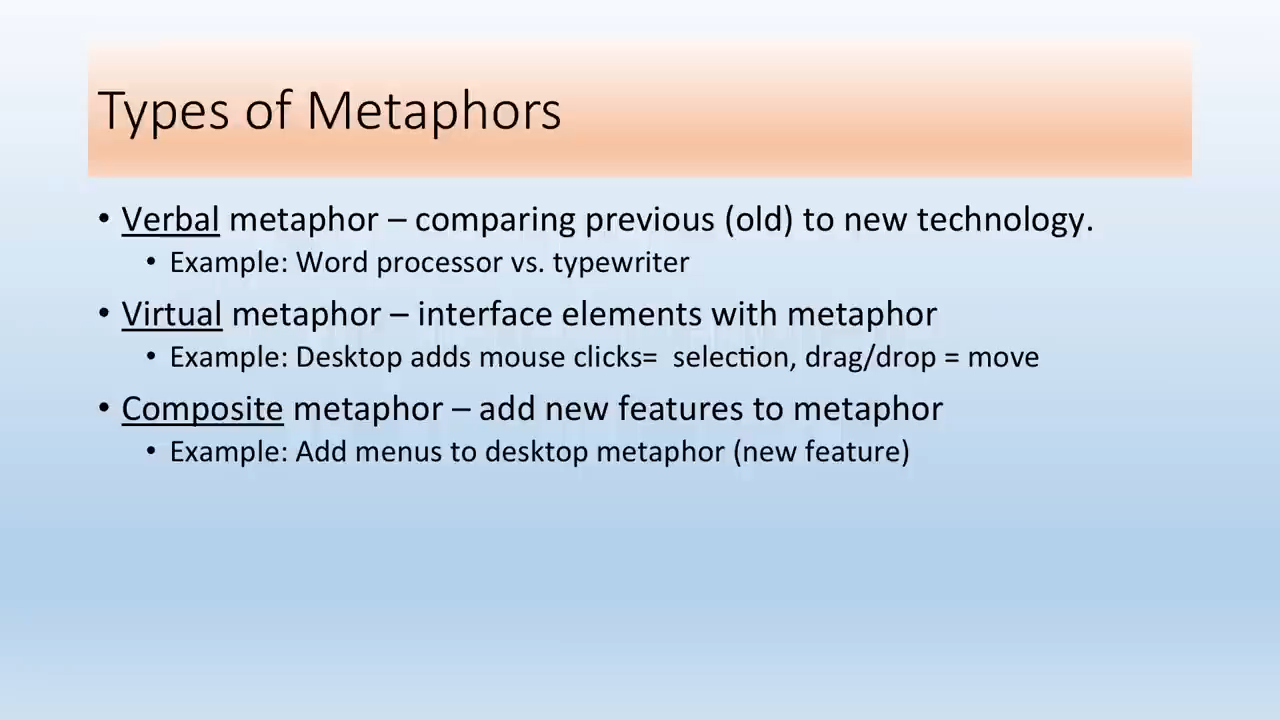 Types of Metaphors
• Verbal metaphor – comparing previous (old) to new technology.
• Example: Word processor vs. typewriter
• Virtual metaphor – interface elements with metaphor
• Example: Desktop adds mouse clicks=  selection, drag/drop = move
• Composite metaphor – add new features to metaphor
• Example: Add menus to desktop metaphor (new feature)